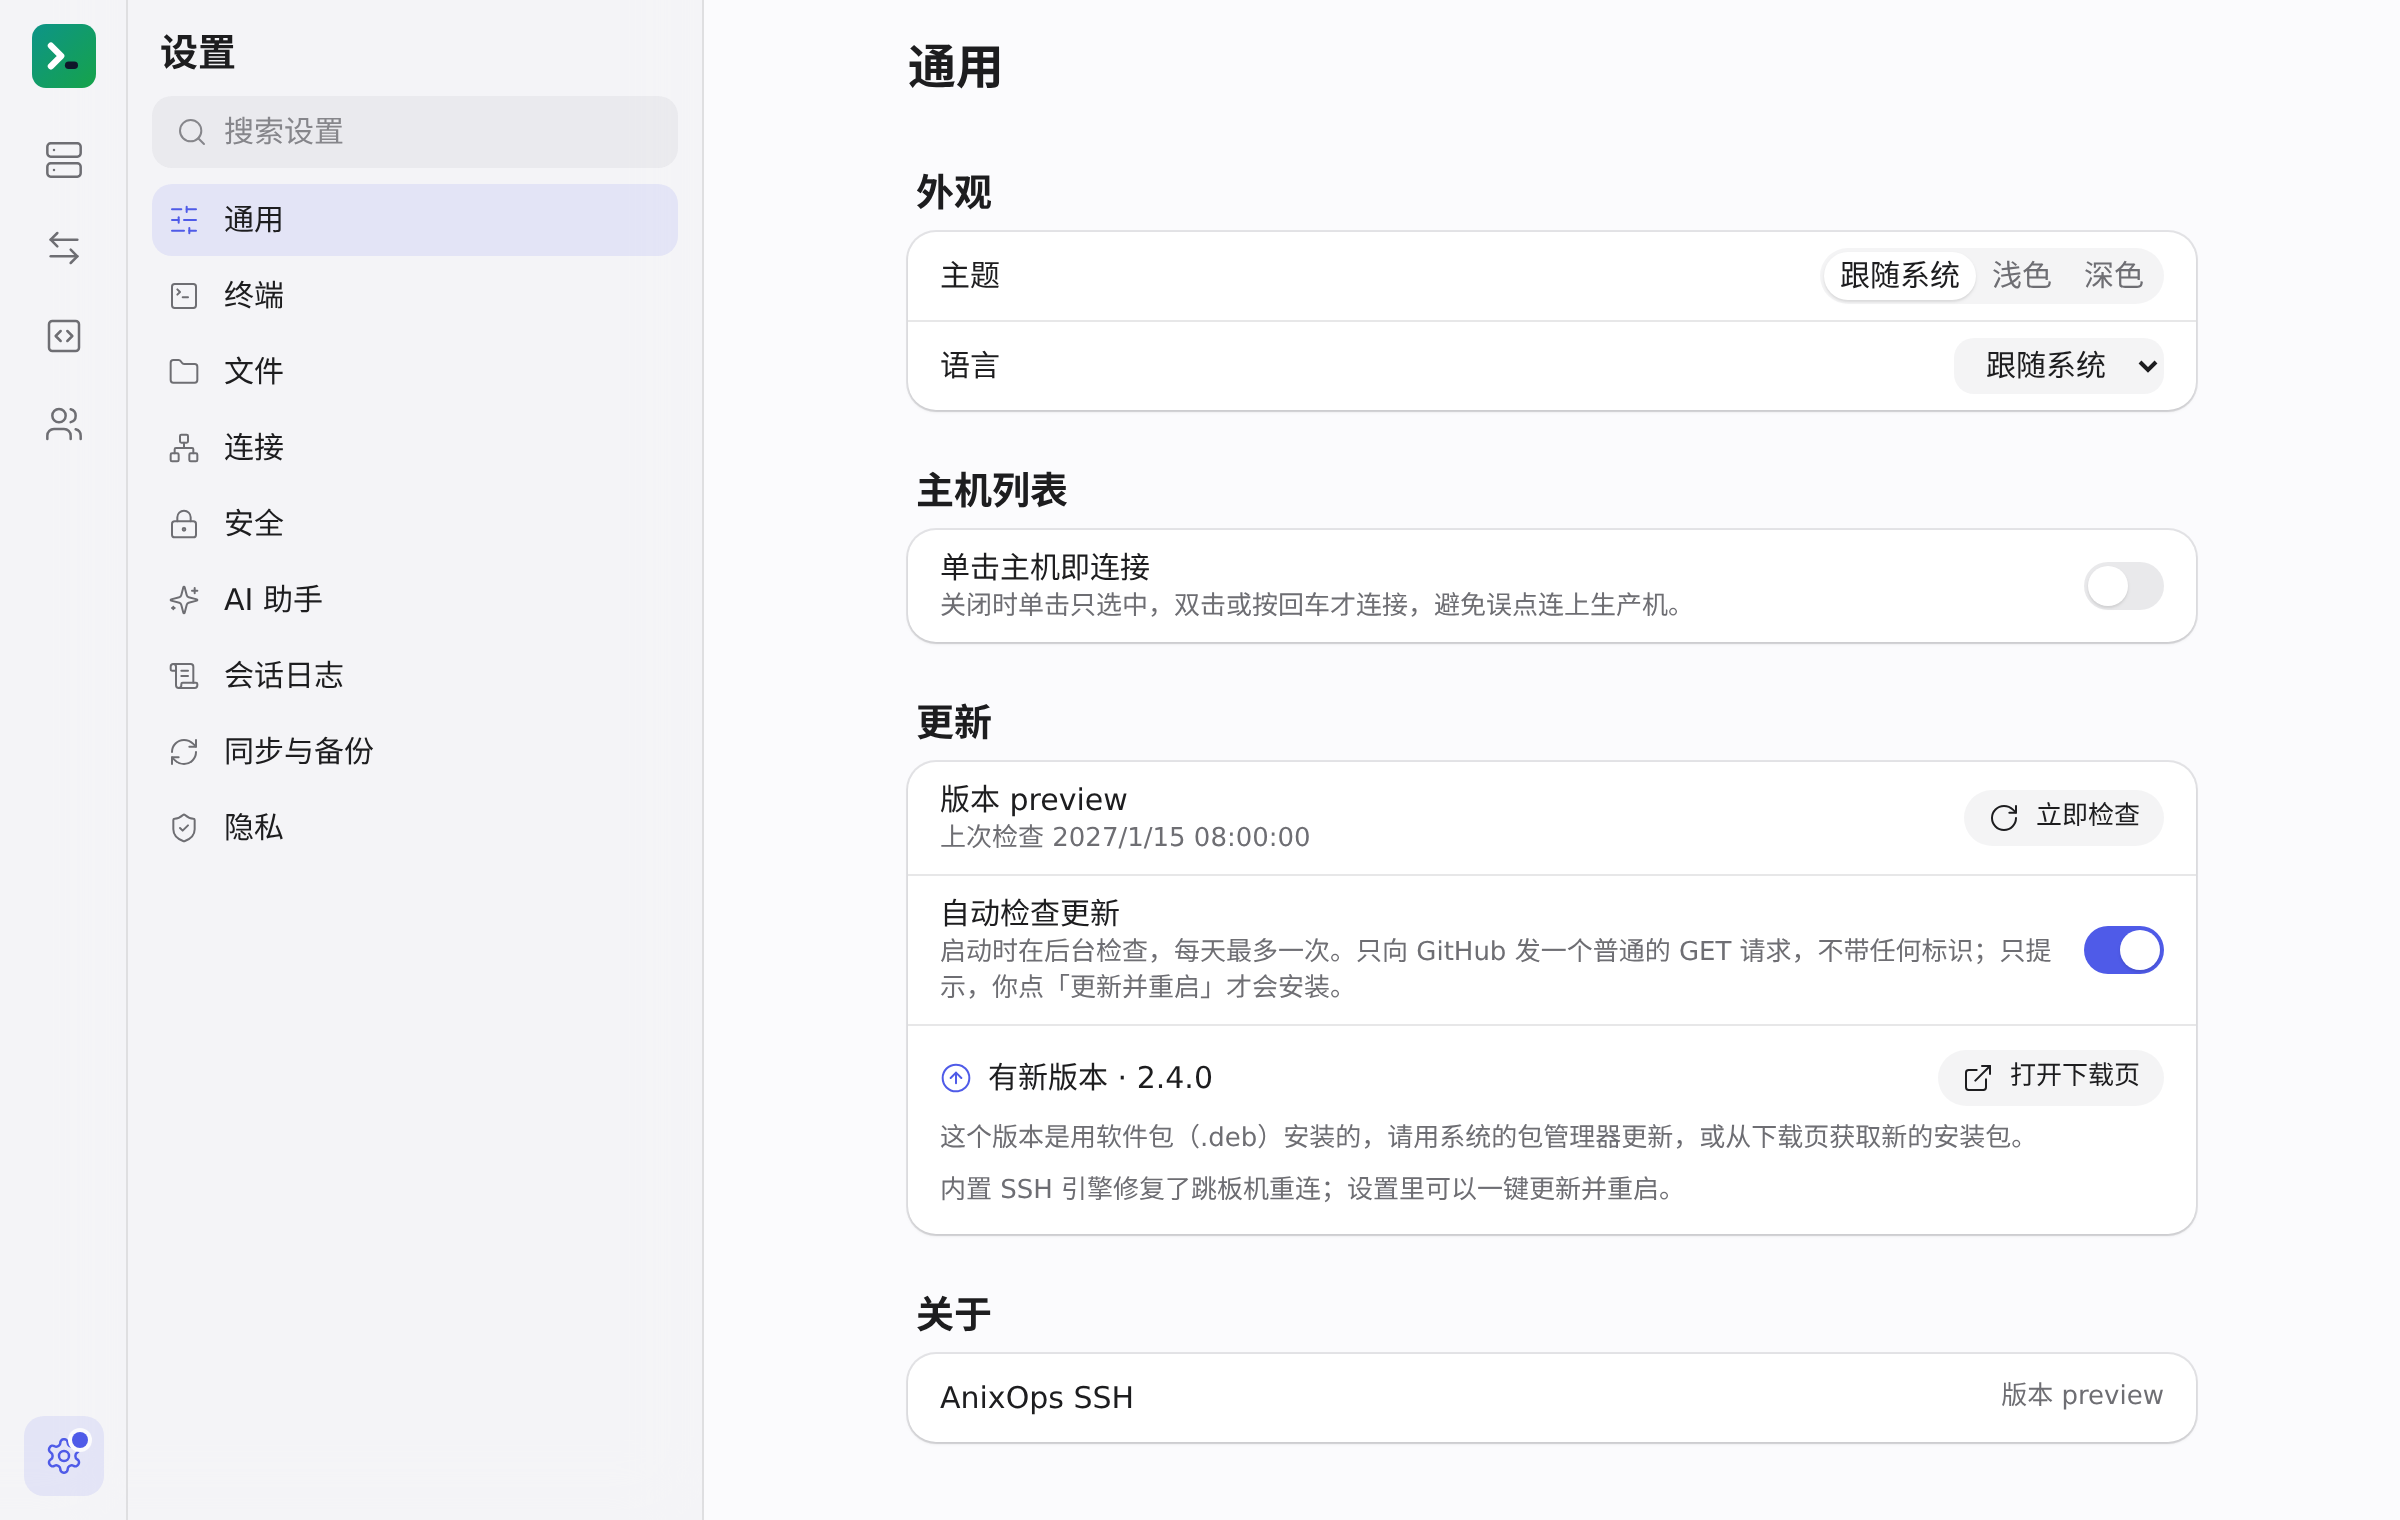 设置
搜索设置
通用
终端
文件
连接
安全
AI 助手
会话日志
同步与备份
隐私
通用
外观
主题
跟随系统 浅色 深色
语言
跟随系统
主机列表
单击主机即连接
关闭时单击只选中，双击或按回车才连接，避免误点连上生产机。
更新
版本 preview
上次检查 2027/1/15 08:00:00
立即检查
自动检查更新
启动时在后台检查，每天最多一次。只向 GitHub 发一个普通的 GET 请求，不带任何标识；只提
示，你点「更新并重启」才会安装。
有新版本 · 2.4.0
打开下载页
这个版本是用软件包（.deb）安装的，请用系统的包管理器更新，或从下载页获取新的安装包。
内置 SSH 引擎修复了跳板机重连；设置里可以一键更新并重启。
关于
AnixOps SSH
版本 preview